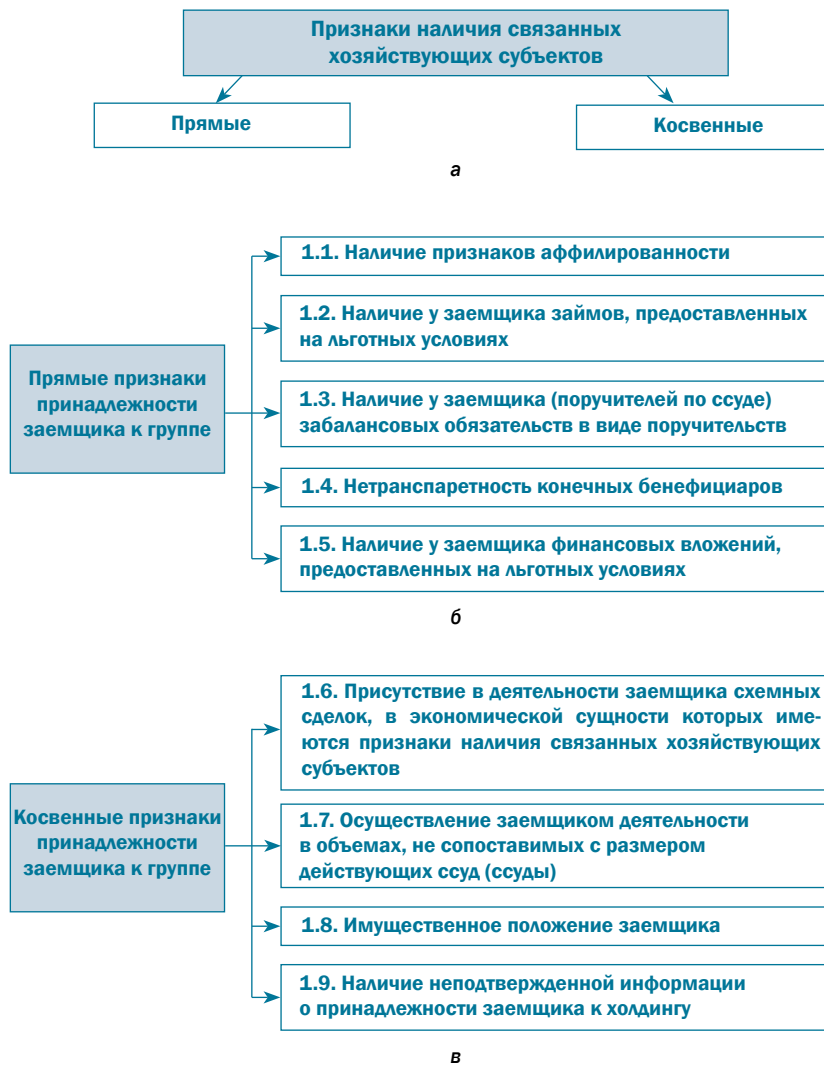 Признаки наличия связанных
хозяйствующих субъектов
Прямые
Косвенные
а
1.1. Наличие признаков аффилированности
1.2. Наличие у заемщика займов, предоставленных
на льготных условиях
Прямые признаки
принадлежности
заемщика к группе
1.3. Наличие у заемщика (поручителей по ссуде)
забалансовых обязательств в виде поручительств
1.4. Нетранспаретность конечных бенефициаров
1.5. Наличие у заемщика финансовых вложений,
предоставленных на льготных условиях
б
1.6. Присутствие в деятельности заемщика схемных
сделок, в экономической сущности которых име-
ются признаки наличия связанных хозяйствующих
субъектов
Косвенные признаки
принадлежности
заемщика к группе
1.7. Осуществление заемщиком деятельности
в объемах, не сопоставимых с размером
действующих ссуд (ссуды)
1.8. Имущественное положение заемщика
1.9. Наличие неподтвержденной информации
о принадлежности заемщика к холдингу
в